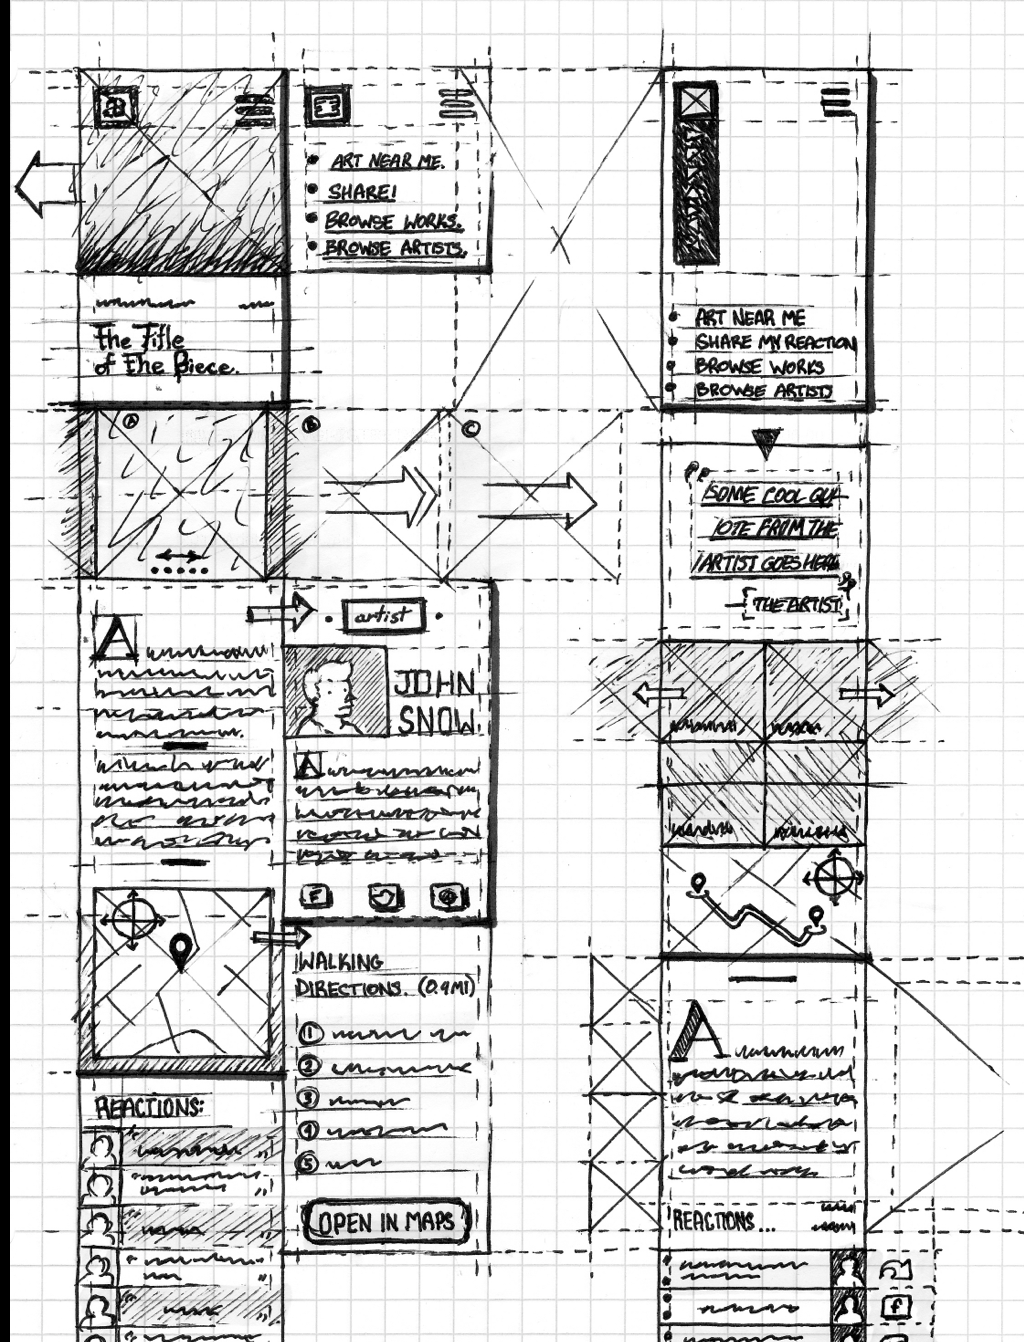 a
ART NEAR ME.
SHARE!
BROWSE WORKS.
BROWSE ARTISTS.
The Title
of The Piece.
A
B
C
A
artist
JOHN
SNOW
A
WALKING
DIRECTIONS. (0.9MI)
1
2
3
4
5
OPEN IN MAPS
REACTIONS:
ART NEAR ME
SHARE MY REACTION
BROWSE WORKS
BROWSE ARTISTS
"SOME COOL QU-
OTE FROM THE
ARTIST GOES HERE"
THE ARTIST
A
REACTIONS...
f